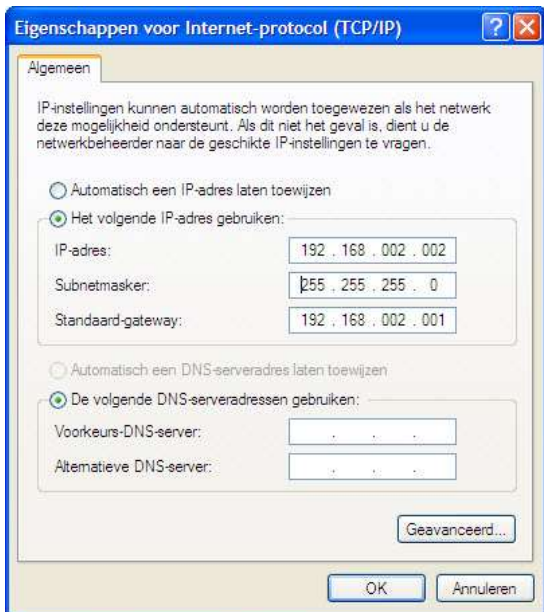 Eigenschappen voor Internet-protocol (TCP/IP)
Algemeen
IP-instellingen kunnen automatisch worden toegewezen als het netwerk
deze mogelijkheid ondersteunt. Als dit niet het geval is, dient u de
netwerkbeheerder naar de geschikte IP-instellingen te vragen.
Automatisch een IP-adres laten toewijzen
Het volgende IP-adres gebruiken:
IP-adres: 192 . 168 . 002 . 002
Subnetmasker: 255 . 255 . 255 . 0
Standaard-gateway: 192 . 168 . 002 . 001
Automatisch een DNS-serveradres laten toewijzen
De volgende DNS-serveradressen gebruiken:
Voorkeurs-DNS-server: . . .
Alternatieve DNS-server: . . .
Geavanceerd...
OK Annuleren